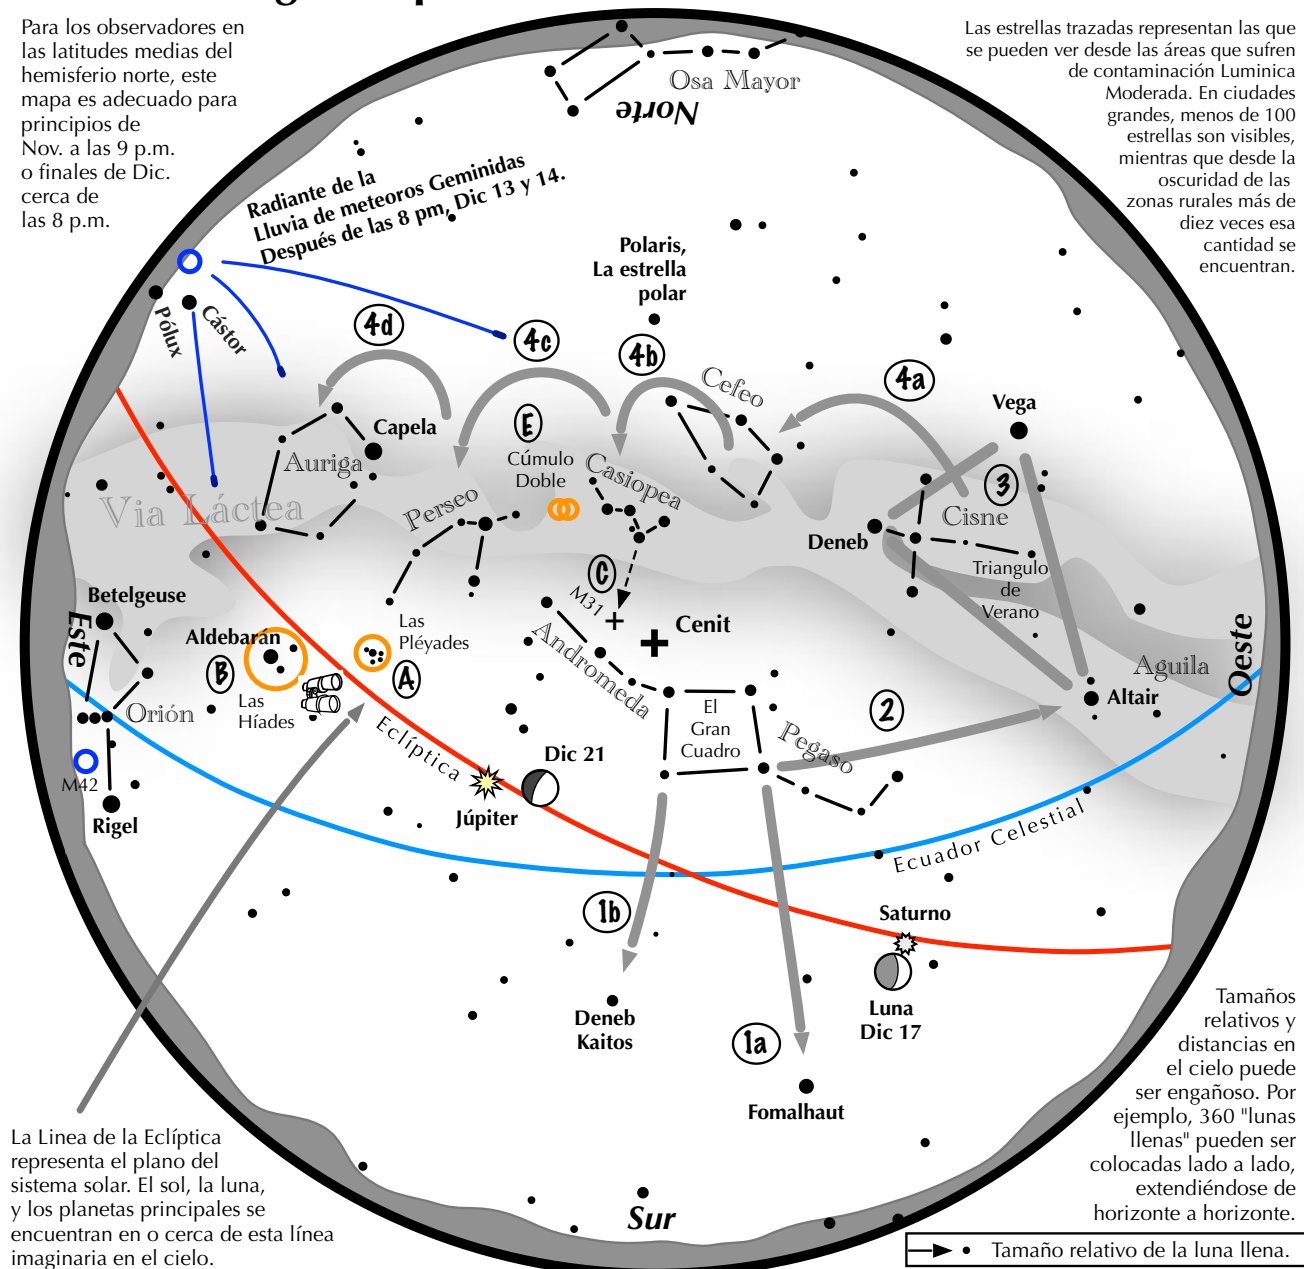 Para los observadores en
las latitudes medias del
hemisferio norte, este
mapa es adecuado para
principios de
Nov. a las 9 p.m.
o finales de Dic.
cerca de
las 8 p.m.
Las estrellas trazadas representan las que
se pueden ver desde las áreas que sufren
de contaminación Luminica
Moderada. En ciudades
grandes, menos de 100
estrellas son visibles,
mientras que desde la
oscuridad de las
zonas rurales más de
diez veces esa
cantidad se
encuentran.
Osa Mayor
Norte
Radiante de la
Lluvia de meteoros Geminidas
Después de las 8 pm, Dic 13 y 14.
Polaris,
La estrella
polar
Pólux
Cástor
4d
4c
4b
4a
Cefeo
Vega
Capela
Auriga
E
Cúmulo
Doble
Casiopea
3
Via Láctea
Perseo
Cisne
Deneb
Triangulo
de
Verano
C
M31
Betelgeuse
Este
Aldebarán
Las
Pléyades
Cenit
Andromeda
Aguila
Oeste
B
A
Las
Híades
Orión
Altair
El
Gran
Cuadro
2
Pegaso
Eclíptica
Dic 21
M42
Rigel
Júpiter
Ecuador Celestial
1b
Saturno
Deneb
Kaitos
Luna
Dic 17
1a
Fomalhaut
Tamaños
relativos y
distancias en
el cielo puede
ser engañoso. Por
ejemplo, 360 "lunas
llenas" pueden ser
colocadas lado a lado,
extendiéndose de
horizonte a horizonte.
La Linea de la Eclíptica
representa el plano del
sistema solar. El sol, la luna,
y los planetas principales se
encuentran en o cerca de esta línea
imaginaria en el cielo.
Sur
Tamaño relativo de la luna llena.